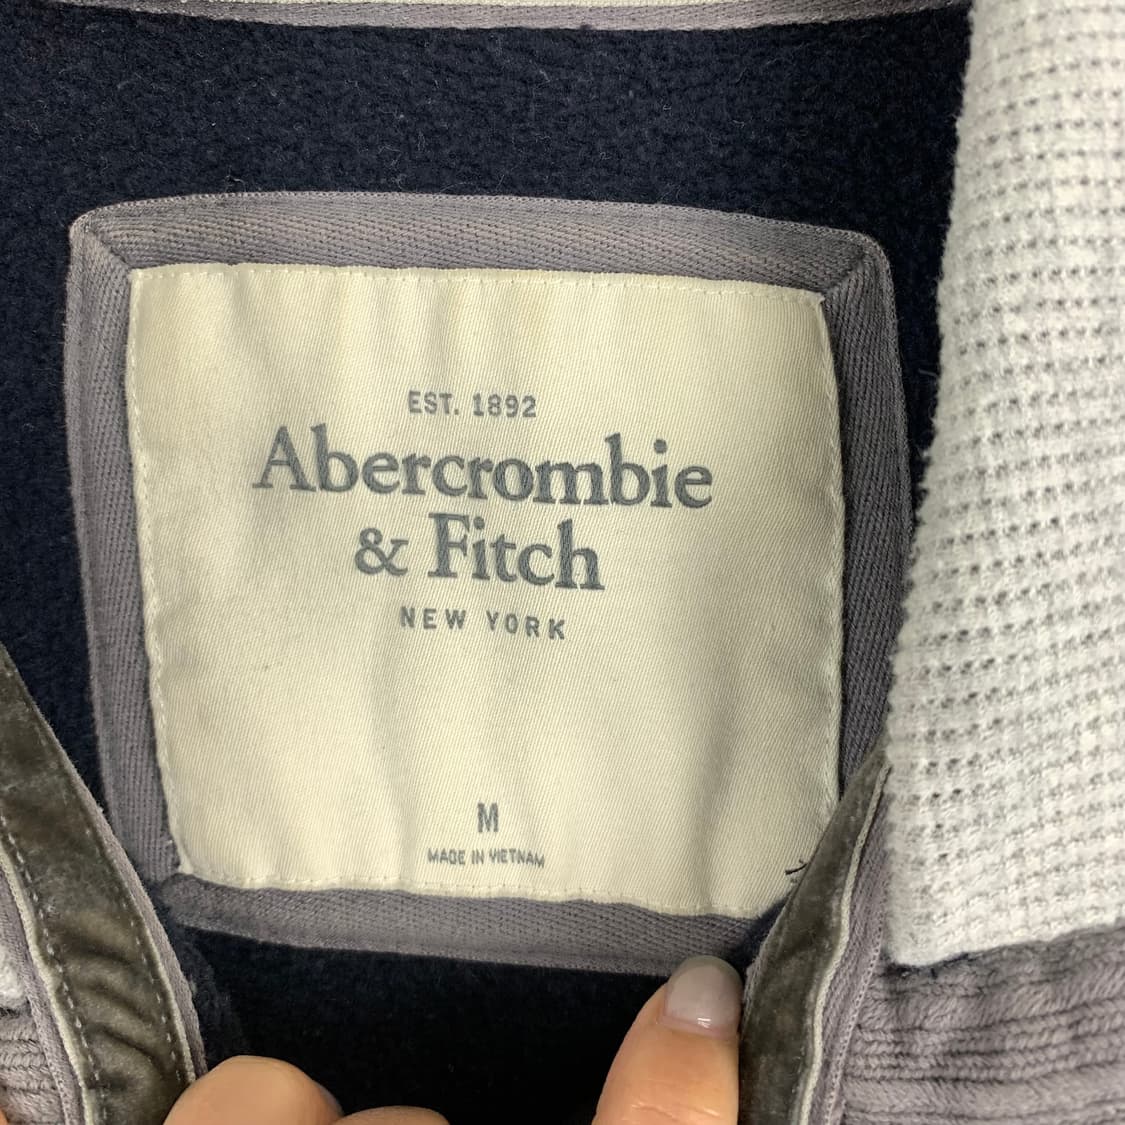 EST. 1892
Abercrombie
& Fitch
NEW YORK
M
MADE IN VIETNAM